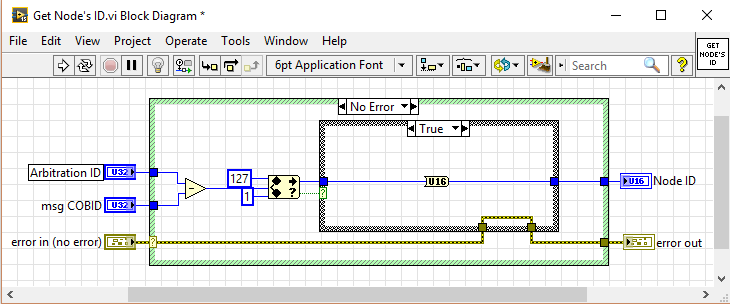 Get Node's ID.vi Block Diagram *
File Edit View Project Operate Tools Window Help
6pt Application Font
Search
GET
NODE'S
ID
No Error
True
Arbitration ID
U32
127
U16
U16
Node ID
msg COBID
U32
1
?
?
?
error in (no error)
?
error out